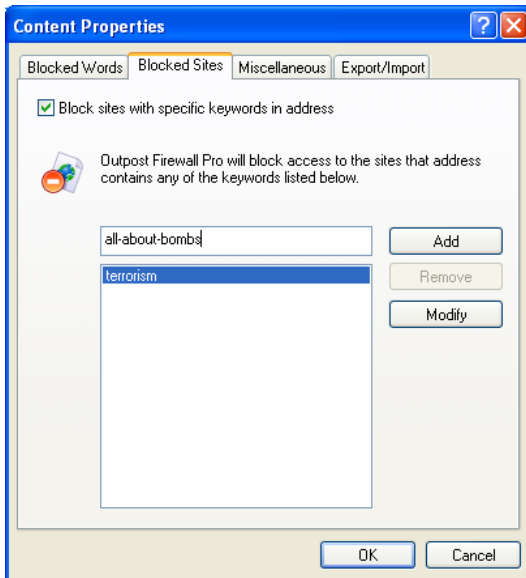 Content Properties
Blocked Words Blocked Sites Miscellaneous Export/Import
Block sites with specific keywords in address
Outpost Firewall Pro will block access to the sites that address
contains any of the keywords listed below.
all-about-bombs
Add
terrorism
Remove
Modify
OK Cancel